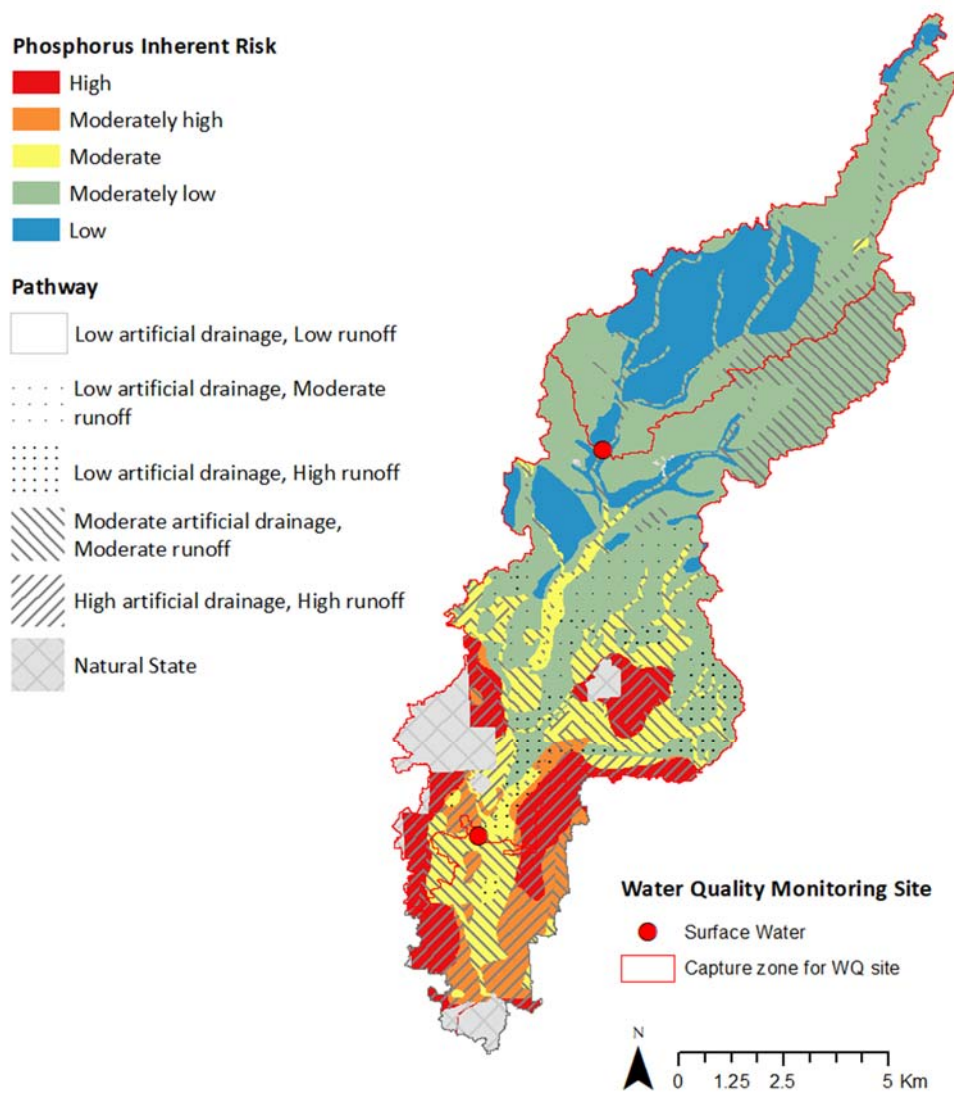 Phosphorus Inherent Risk
High
Moderately high
Moderate
Moderately low
Low
Pathway
Low artificial drainage, Low runoff
Low artificial drainage, Moderate
runoff
Low artificial drainage, High runoff
Moderate artificial drainage,
Moderate runoff
High artificial drainage, High runoff
Natural State
Water Quality Monitoring Site
Surface Water
Capture zone for WQ site
N
0 1.25 2.5 5 Km